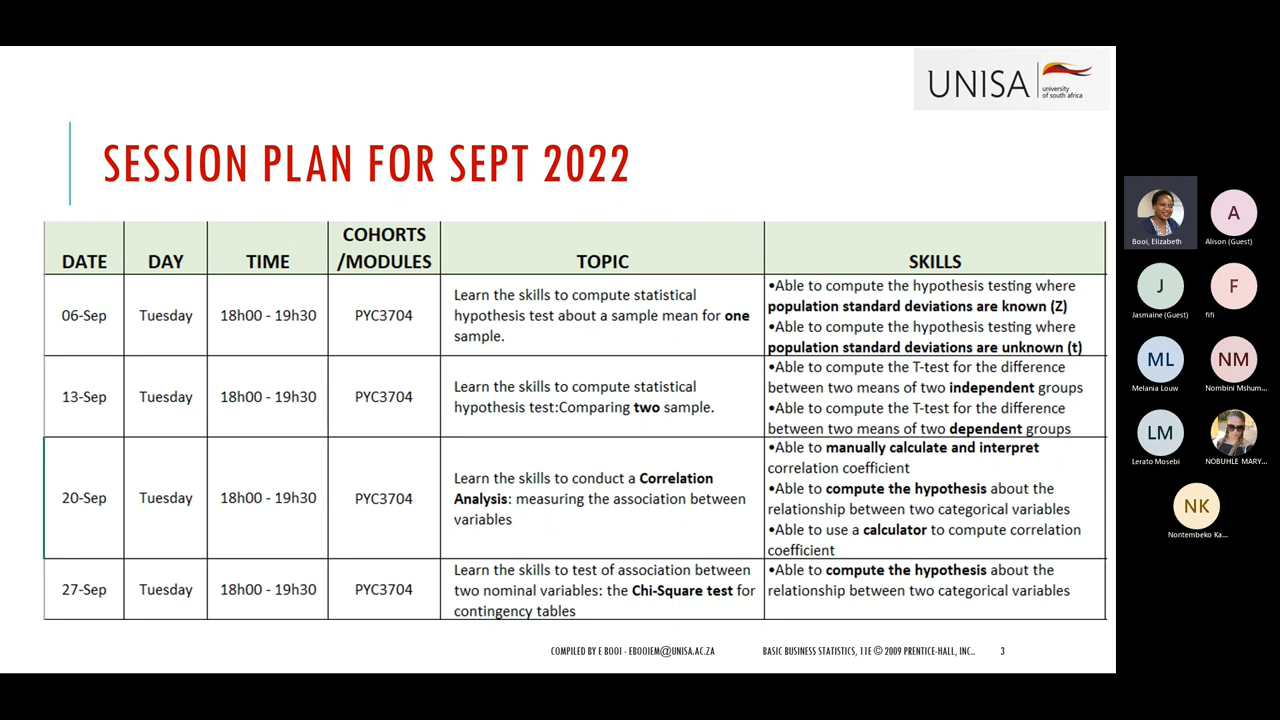 UNISA
university
of south africa
SESSION PLAN FOR SEPT 2022
DATE
DAY
TIME
COHORTS
/MODULES
TOPIC
SKILLS
06-Sep
Tuesday
18h00 - 19h30
PYC3704
Learn the skills to compute statistical
hypothesis test about a sample mean for one
sample.
•Able to compute the hypothesis testing where
population standard deviations are known (Z)
•Able to compute the hypothesis testing where
population standard deviations are unknown (t)
13-Sep
Tuesday
18h00 - 19h30
PYC3704
Learn the skills to compute statistical
hypothesis test:Comparing two sample.
•Able to compute the T-test for the difference
between two means of two independent groups
•Able to compute the T-test for the difference
between two means of two dependent groups
20-Sep
Tuesday
18h00 - 19h30
PYC3704
Learn the skills to conduct a Correlation
Analysis: measuring the association between
variables
•Able to manually calculate and interpret
correlation coefficient
•Able to compute the hypothesis about the
relationship between two categorical variables
•Able to use a calculator to compute correlation
coefficient
27-Sep
Tuesday
18h00 - 19h30
PYC3704
Learn the skills to test of association between
two nominal variables: the Chi-Square test for
contingency tables
•Able to compute the hypothesis about the
relationship between two categorical variables
COMPILED BY E BOOI - EBOOIEM@UNISA.AC.ZA
BASIC BUSINESS STATISTICS, 11E © 2009 PRENTICE-HALL, INC..
3
Booi, Elizabeth
A
Alison (Guest)
J
Jasmaine (Guest)
F
fifi
ML
Melania Louw
NM
Nombini Mshum...
LM
Lerato Mosebi
NOBUHLE MARY...
NK
Nontembeko Ka...